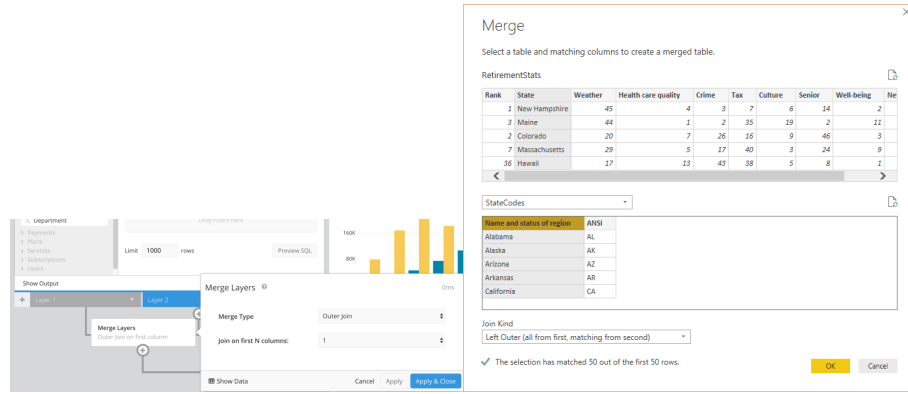 Department
Payments
Plans
Services
Subscriptions
Users
Drop Filters Here
Limit 1000 rows
Preview SQL
160K
80K
Show Output
Layer 1
Layer 2
Merge Layers
Outer Join on first column
Merge Layers
0ms
Merge Type
Outer Join
Join on first N columns:
1
Show Data
Cancel Apply Apply & Close
Merge
Select a table and matching columns to create a merged table.
RetirementStats
Rank State Weather Health care quality Crime Tax Culture Senior Well-being Ne
1 New Hampshire 45 4 3 7 6 14 2
3 Maine 44 1 2 35 19 2 11
2 Colorado 20 7 26 16 9 46 3
7 Massachusetts 29 5 17 40 3 24 9
36 Hawaii 17 13 43 38 5 8 1
StateCodes
Name and status of region ANSI
Alabama AL
Alaska AK
Arizona AZ
Arkansas AR
California CA
Join Kind
Left Outer (all from first, matching from second)
The selection has matched 50 out of the first 50 rows.
OK Cancel